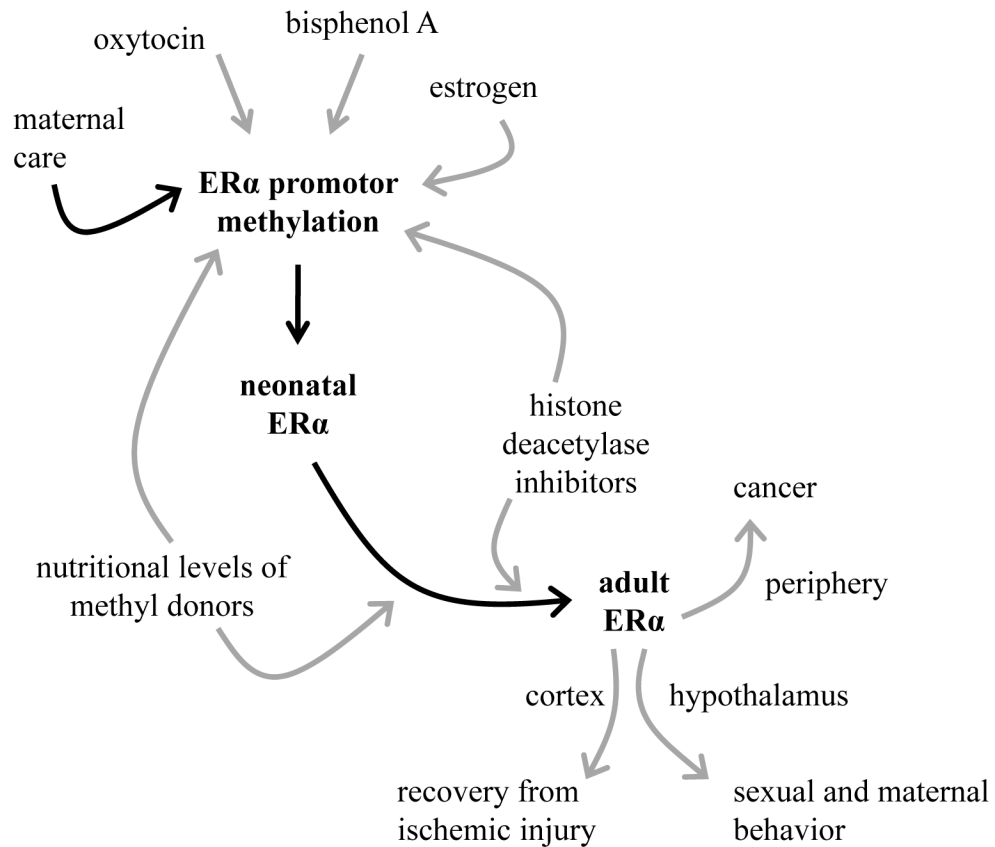 oxytocin
bisphenol A
estrogen
maternal
care
ERα promotor
methylation
neonatal
ERα
histone
deacetylase
inhibitors
cancer
nutritional levels of
methyl donors
adult
ERα
periphery
cortex
hypothalamus
recovery from
ischemic injury
sexual and maternal
behavior